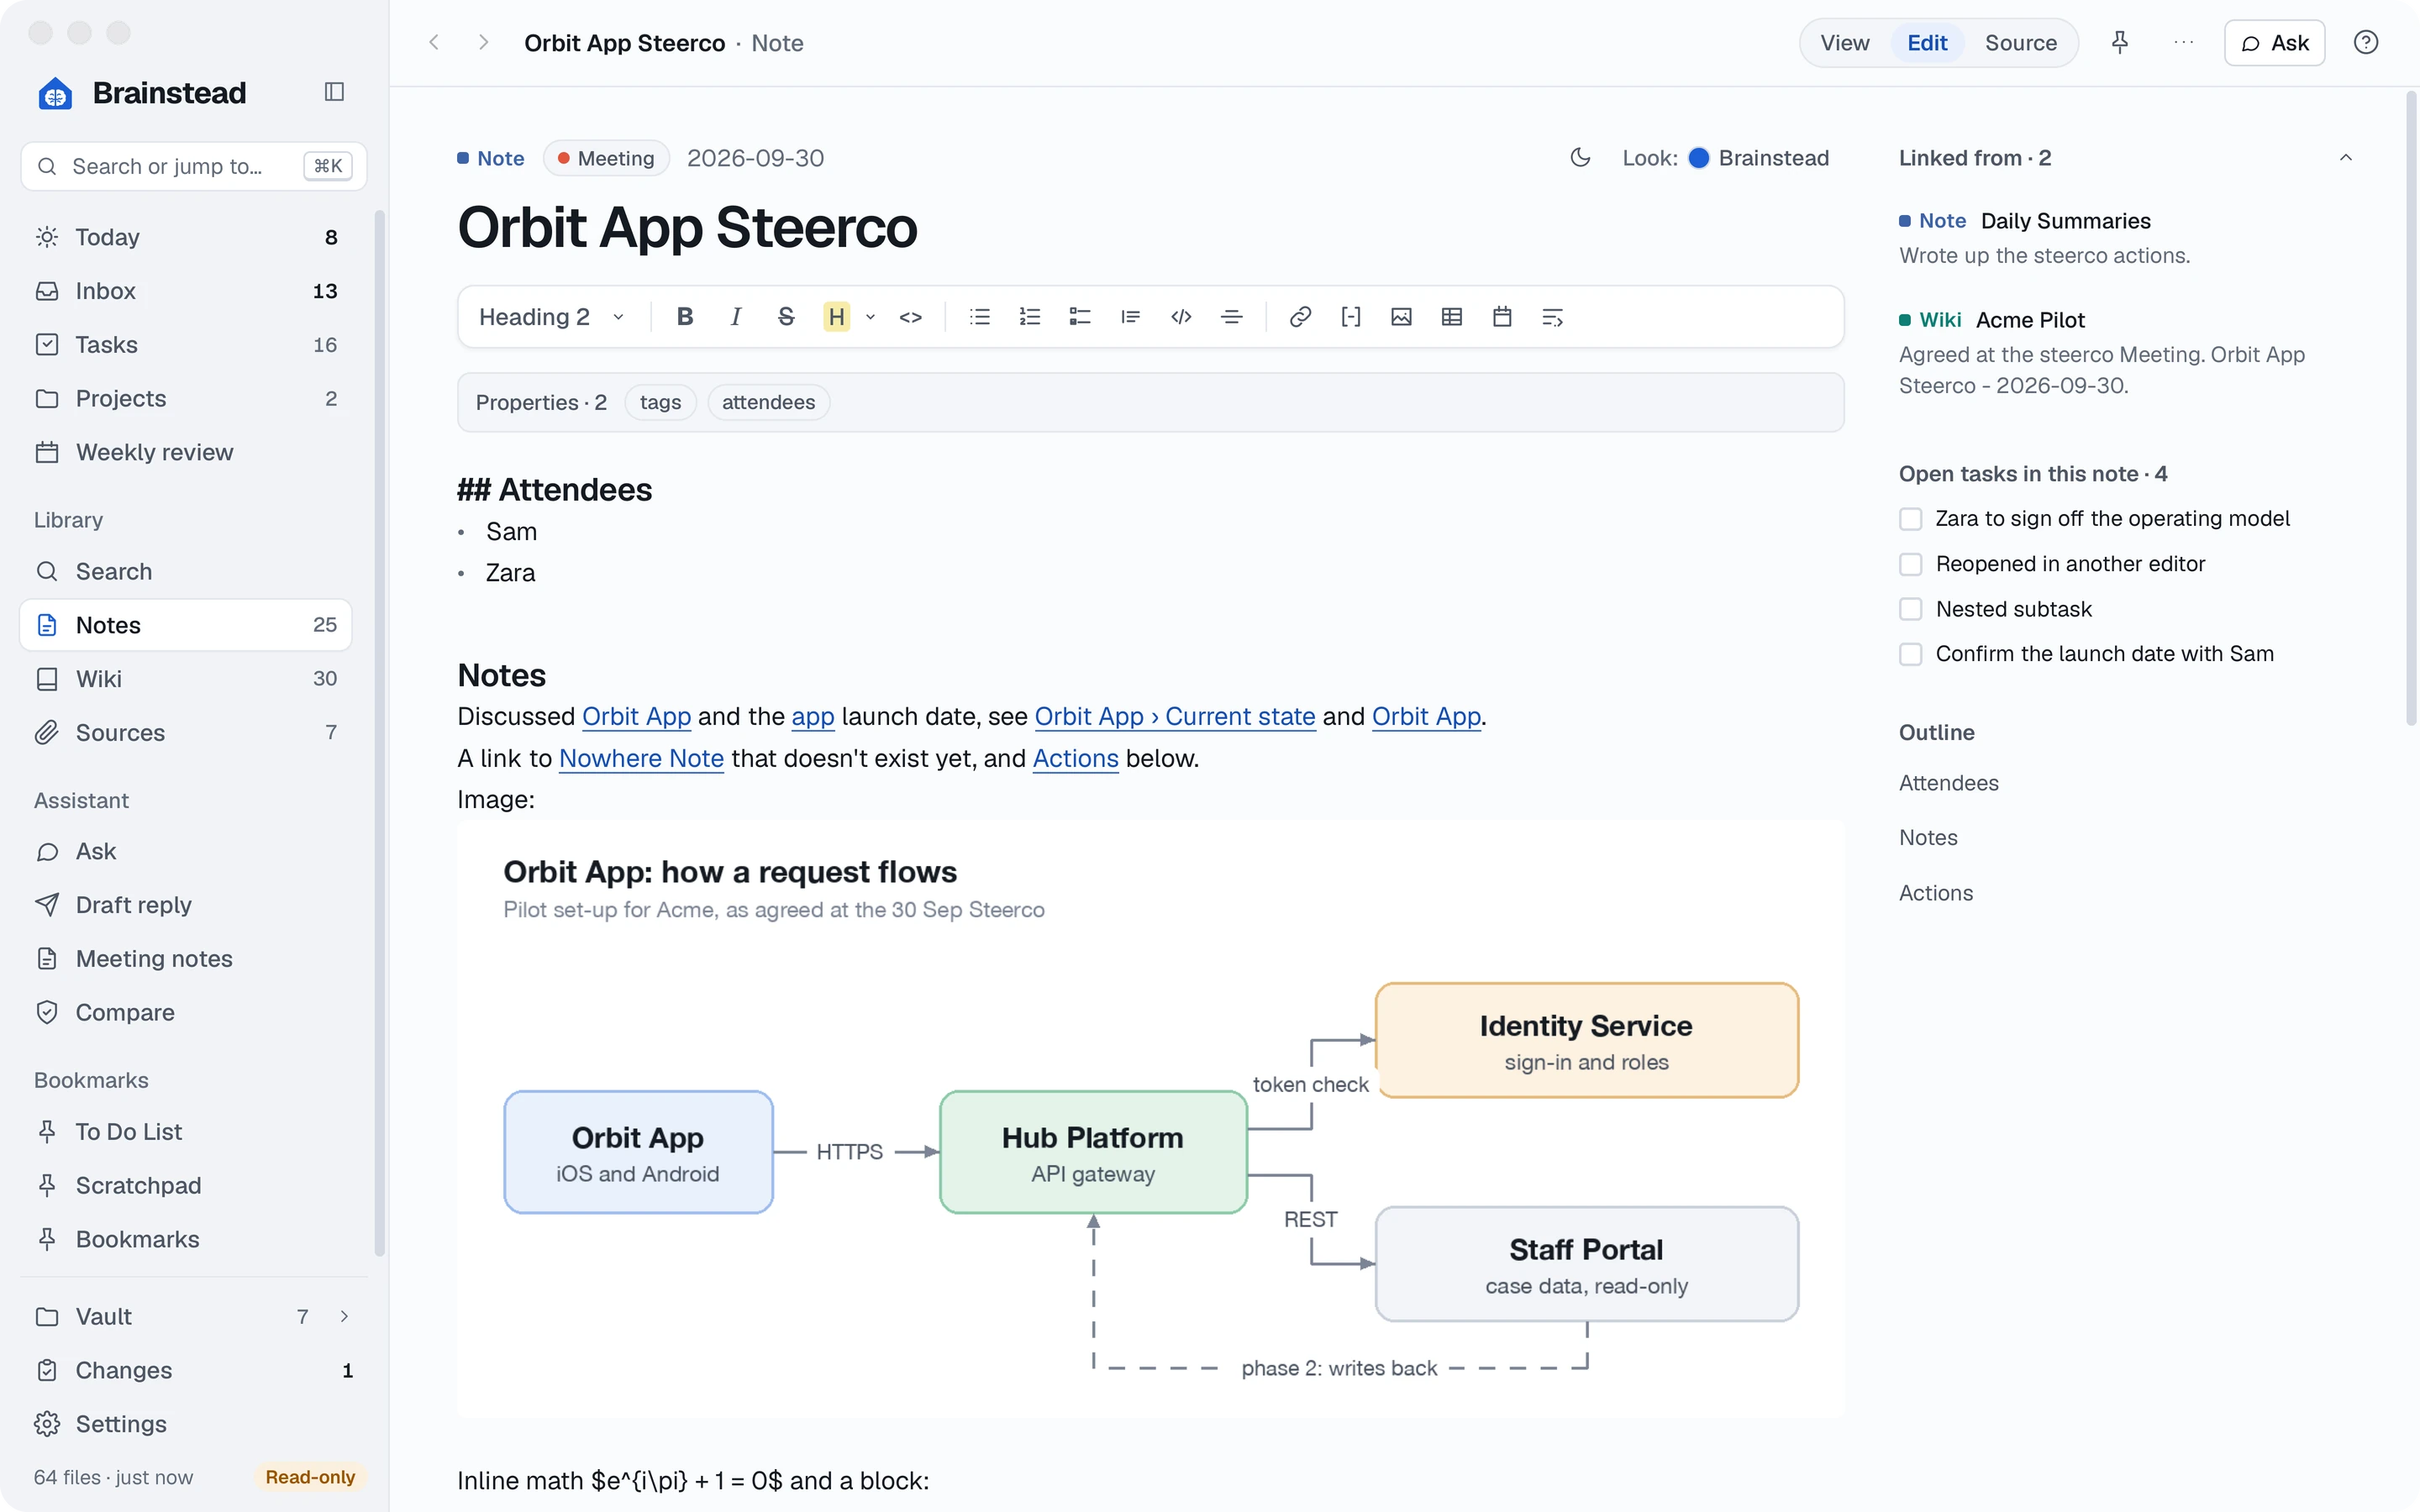 Brainstead
Search or jump to... ⌘K
Today 8
Inbox 13
Tasks 16
Projects 2
Weekly review
Library
Search
Notes 25
Wiki 30
Sources 7
Assistant
Ask
Draft reply
Meeting notes
Compare
Bookmarks
To Do List
Scratchpad
Bookmarks
Vault 7
Changes 1
Settings
64 files · just now Read-only
Orbit App Steerco · Note
View Edit Source
Ask
Note Meeting 2026-09-30
Look: Brainstead
Orbit App Steerco
Heading 2 B I S H <>
Properties · 2 tags attendees
## Attendees
• Sam
• Zara
Notes
Discussed Orbit App and the app launch date, see Orbit App › Current state and Orbit App.
A link to Nowhere Note that doesn't exist yet, and Actions below.
Image:
Orbit App: how a request flows
Pilot set-up for Acme, as agreed at the 30 Sep Steerco
Orbit App
iOS and Android
HTTPS
Hub Platform
API gateway
token check
Identity Service
sign-in and roles
REST
Staff Portal
case data, read-only
phase 2: writes back
Inline math $e^{i\pi} + 1 = 0$ and a block:
Linked from · 2
Note Daily Summaries
Wrote up the steerco actions.
Wiki Acme Pilot
Agreed at the steerco Meeting. Orbit App
Steerco - 2026-09-30.
Open tasks in this note · 4
Zara to sign off the operating model
Reopened in another editor
Nested subtask
Confirm the launch date with Sam
Outline
Attendees
Notes
Actions